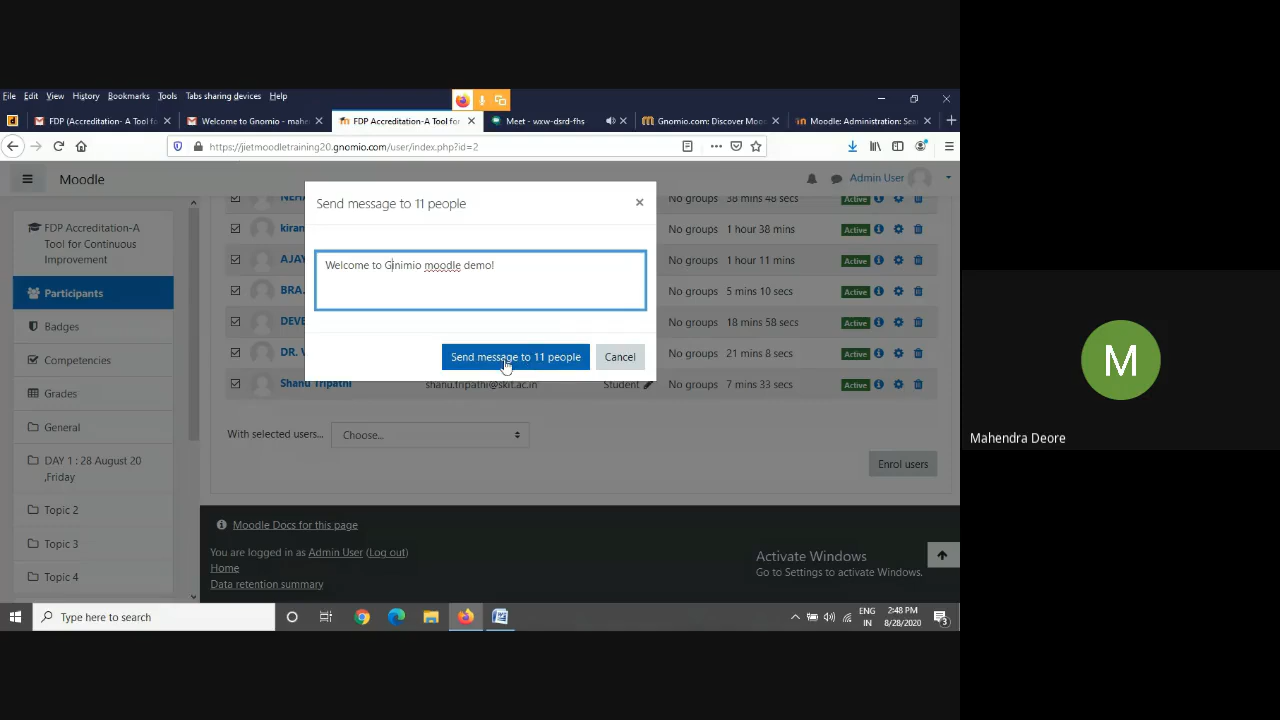 File Edit View History Bookmarks Tools Tabs sharing devices Help
FDP (Accreditation- A Tool fo
Welcome to Gnomio - mahe
FDP Accreditation-A Tool for
Meet - wxw-dsrd-fhs
Gnomio.com: Discover Moo
Moodle: Administration: Sea
https://jietmoodletraining20.gnomio.com/user/index.php?id=2
Moodle
Admin User
FDP Accreditation-A
Tool for Continuous
Improvement
Participants
Badges
Competencies
Grades
General
DAY 1 : 28 August 20
,Friday
Topic 2
Topic 3
Topic 4
Send message to 11 people
Welcome to Ginimio moodle demo!
Send message to 11 people Cancel
No groups 38 mins 48 secs Active
kiran No groups 1 hour 38 mins Active
AJAY No groups 1 hour 11 mins Active
BRA. No groups 5 mins 10 secs Active
DEVE No groups 18 mins 58 secs Active
DR. V No groups 21 mins 8 secs Active
Shanu Tripathi shanu.tripathi@skit.ac.in Student No groups 7 mins 33 secs Active
With selected users... Choose...
Enrol users
Moodle Docs for this page
You are logged in as Admin User (Log out)
Home
Data retention summary
Activate Windows
Go to Settings to activate Windows.
Type here to search
ENG
IN
2:48 PM
8/28/2020
3
M
Mahendra Deore